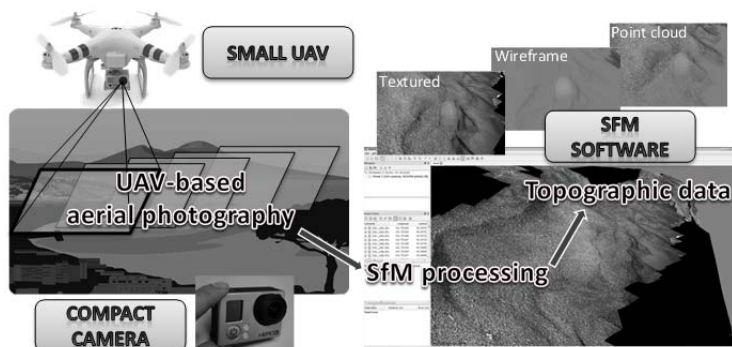 SMALL UAV
Textured
Wireframe
Point cloud
SFM
SOFTWARE
UAV-based
aerial photography
Topographic data
SfM processing
COMPACT
CAMERA